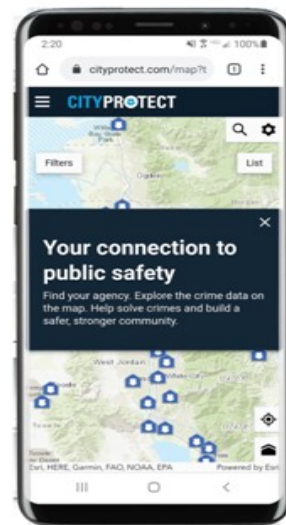 2:20
100%
cityprotect.com/map?t
1
CITYPROTECT
Filters
List
Ogden
Your connection to
public safety
Find your agency. Explore the crime data on
the map. Help solve crimes and build a
safer, stronger community.
West Jordan
Esri, HERE, Garmin, FAO, NOAA, EPA
Powered by Esri